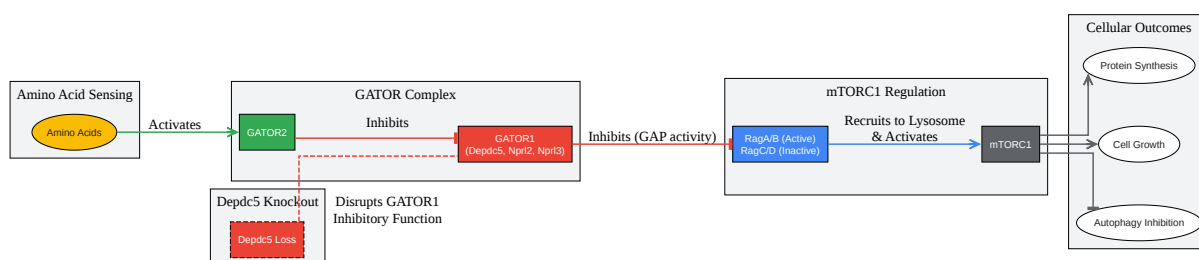 Cellular Outcomes
Protein Synthesis
Amino Acid Sensing
GATOR Complex
mTORC1 Regulation
Amino Acids
Activates
GATOR2
Inhibits
GATOR1
(Depdc5, Nprl2, Nprl3)
Inhibits (GAP activity)
RagA/B (Active)
RagC/D (Inactive)
Recruits to Lysosome
& Activates
mTORC1
Cell Growth
Depdc5 Knockout
Disrupts GATOR1
Inhibitory Function
Depdc5 Loss
Autophagy Inhibition